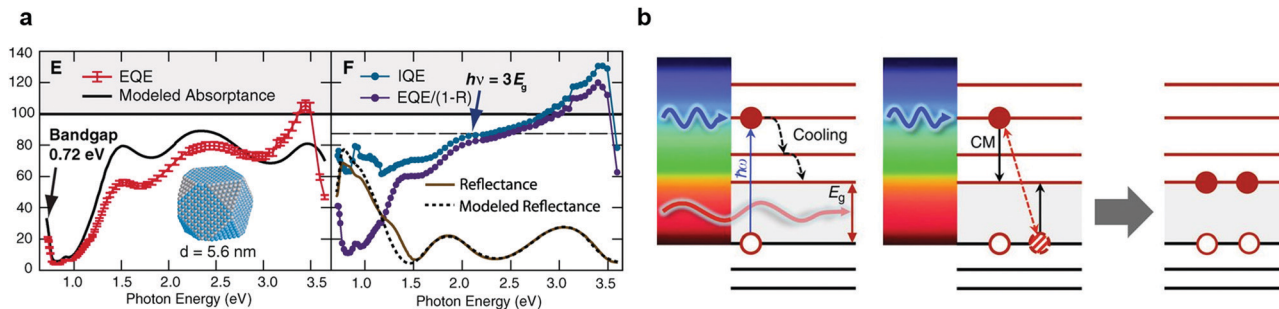 a
140
120
100
80
60
40
20
0
E
EQE
Modeled Absorptance
Bandgap
0.72 eV
d = 5.6 nm
1.0 1.5 2.0 2.5 3.0 3.5
Photon Energy (eV)
F
IQE
EQE/(1-R)
hν = 3Eg
Reflectance
Modeled Reflectance
1.0 1.5 2.0 2.5 3.0 3.5
Photon Energy (eV)
b
Cooling
ħω
Eg
CM